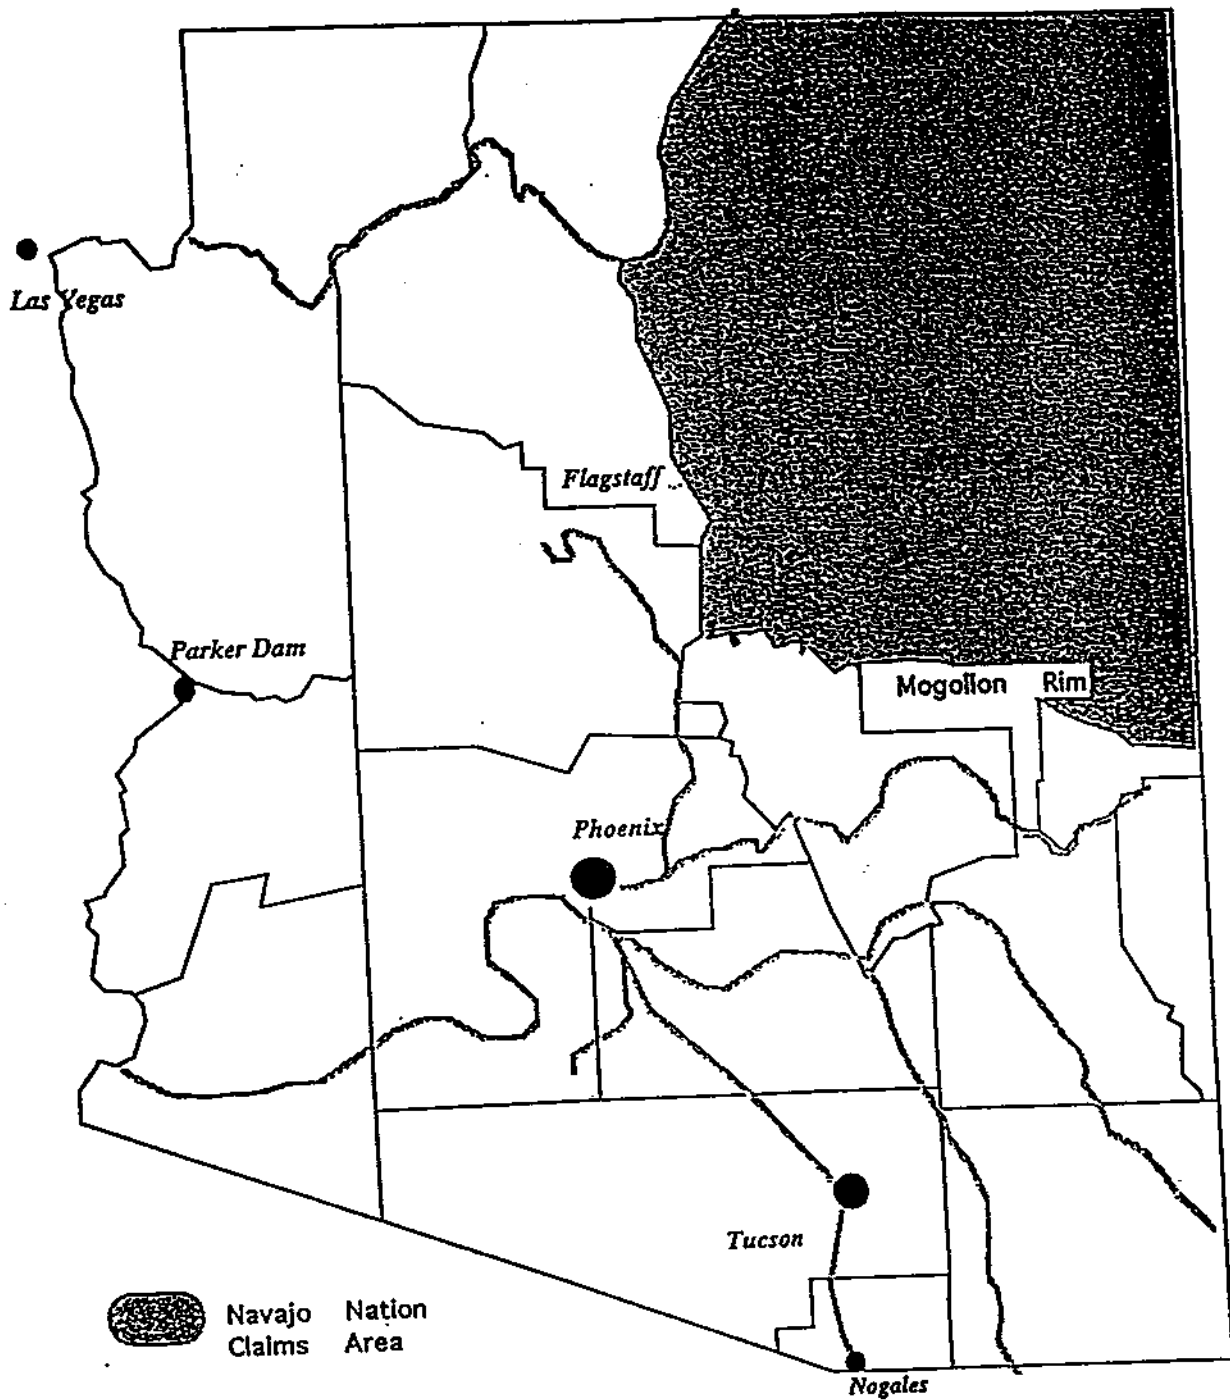 Las Vegas
Flagstaff
Parker Dam
Mogollon Rim
Phoenix
Tucson
Navajo Nation
Claims Area
Nogales